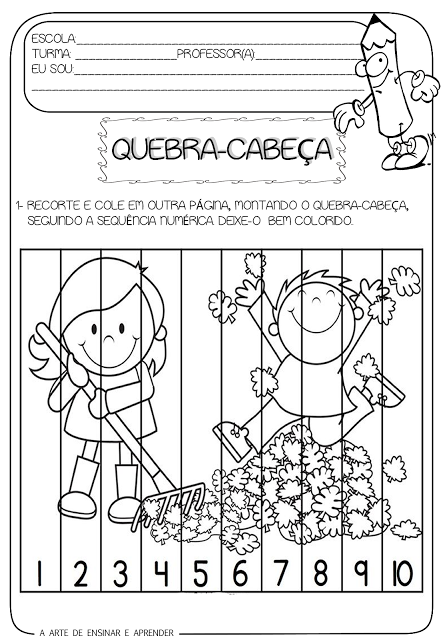 ESCOLA:
TURMA: PROFESSOR(A):
EU SOU:
QUEBRA-CABEÇA
1- RECORTE E COLE EM OUTRA PÁGINA, MONTANDO O QUEBRA-CABEÇA,
SEGUINDO A SEQUÊNCIA NUMÉRICA DEIXE-O BEM COLORIDO.
1 2 3 4 5 6 7 8 9 10
A ARTE DE ENSINAR E APRENDER